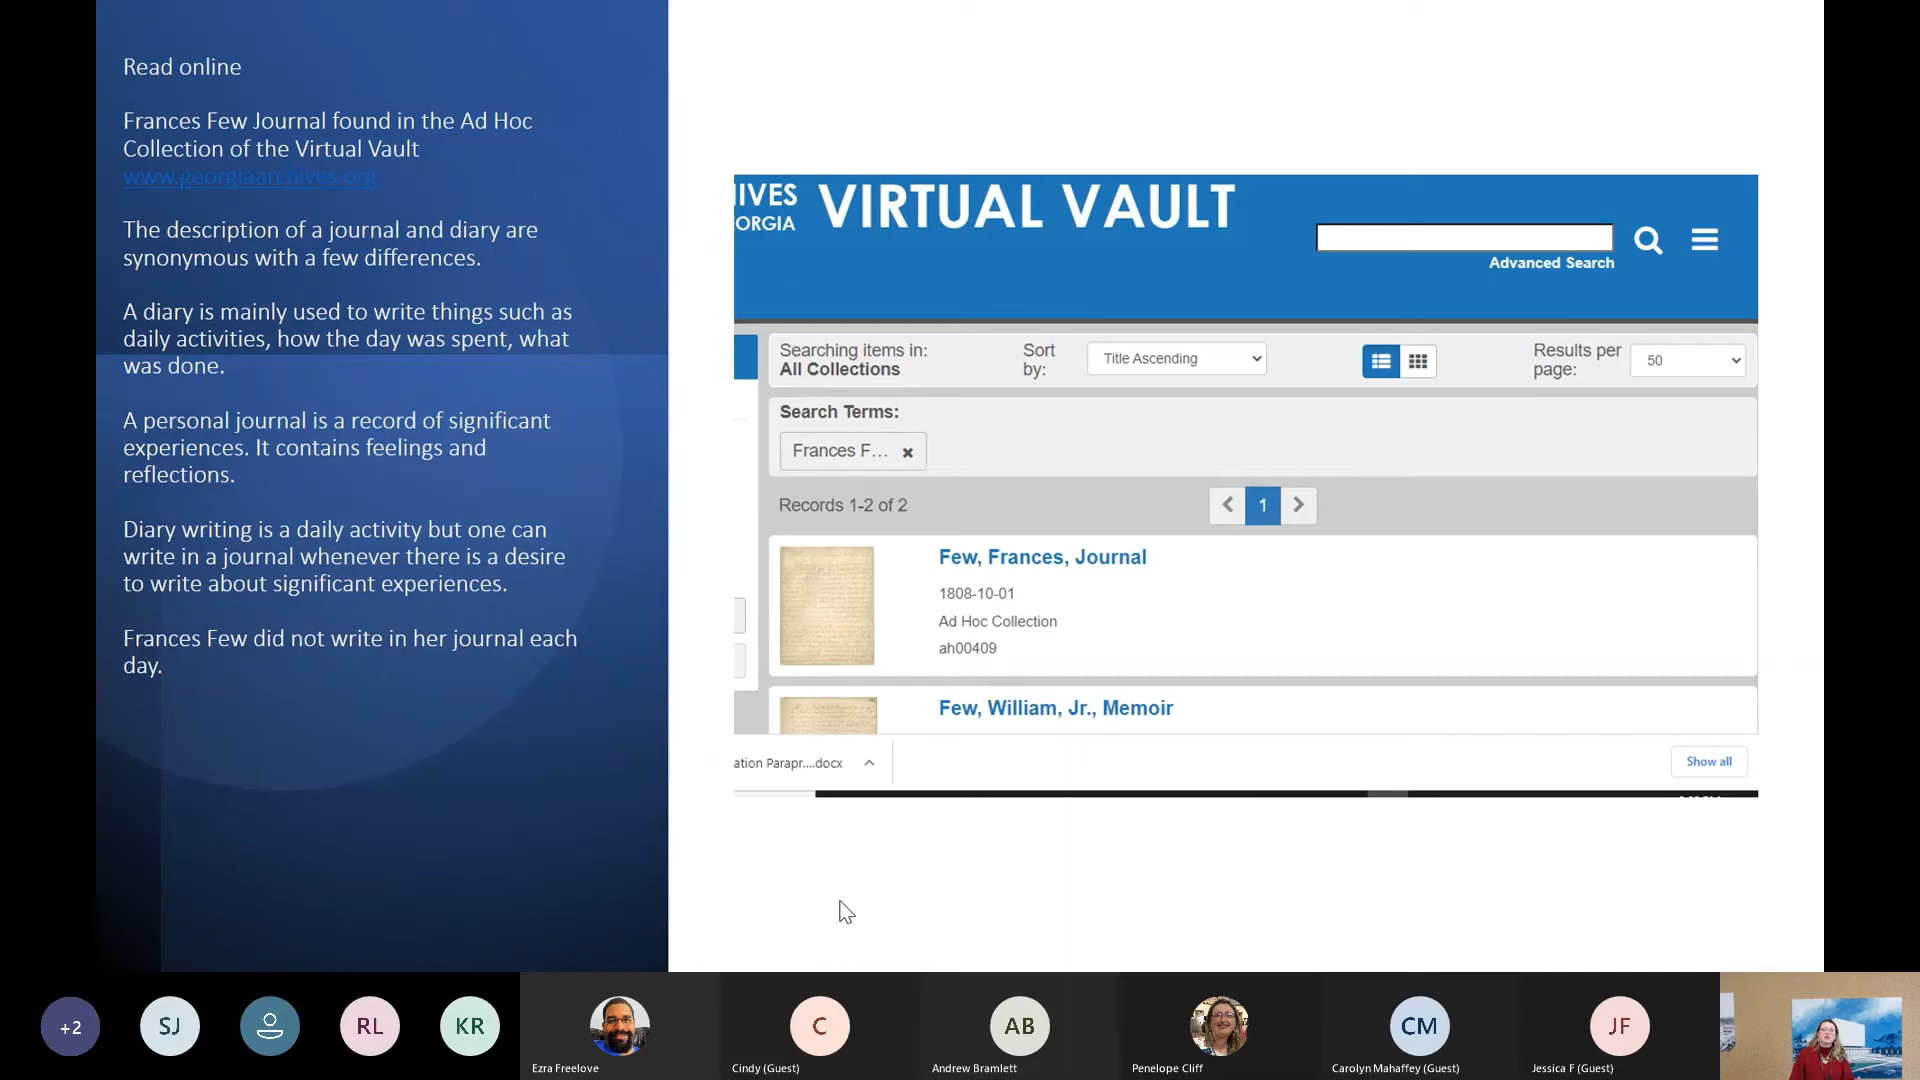 Read online
Frances Few Journal found in the Ad Hoc
Collection of the Virtual Vault
www.georgiaarchives.org
The description of a journal and diary are
synonymous with a few differences.
A diary is mainly used to write things such as
daily activities, how the day was spent, what
was done.
A personal journal is a record of significant
experiences. It contains feelings and
reflections.
Diary writing is a daily activity but one can
write in a journal whenever there is a desire
to write about significant experiences.
Frances Few did not write in her journal each
day.
IVES
ORGIA
VIRTUAL VAULT
Advanced Search
Searching items in:
All Collections
Sort
by:
Title Ascending
Results per
page:
50
Search Terms:
Frances F...
Records 1-2 of 2
1
Few, Frances, Journal
1808-10-01
Ad Hoc Collection
ah00409
Few, William, Jr., Memoir
ation Parapr....docx
Show all
+2
SJ
RL
KR
C
AB
CM
JF
Ezra Freelove
Cindy (Guest)
Andrew Bramlett
Penelope Cliff
Carolyn Mahaffey (Guest)
Jessica F (Guest)